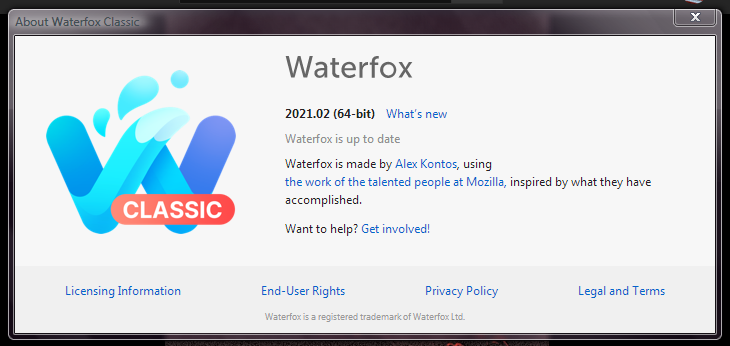 About Waterfox Classic
x
Waterfox
2021.02 (64-bit) What's new
Waterfox is up to date
Waterfox is made by Alex Kontos, using
the work of the talented people at Mozilla, inspired by what they have
accomplished.
Want to help? Get involved!
CLASSIC
Licensing Information End-User Rights Privacy Policy Legal and Terms
Waterfox is a registered trademark of Waterfox Ltd.